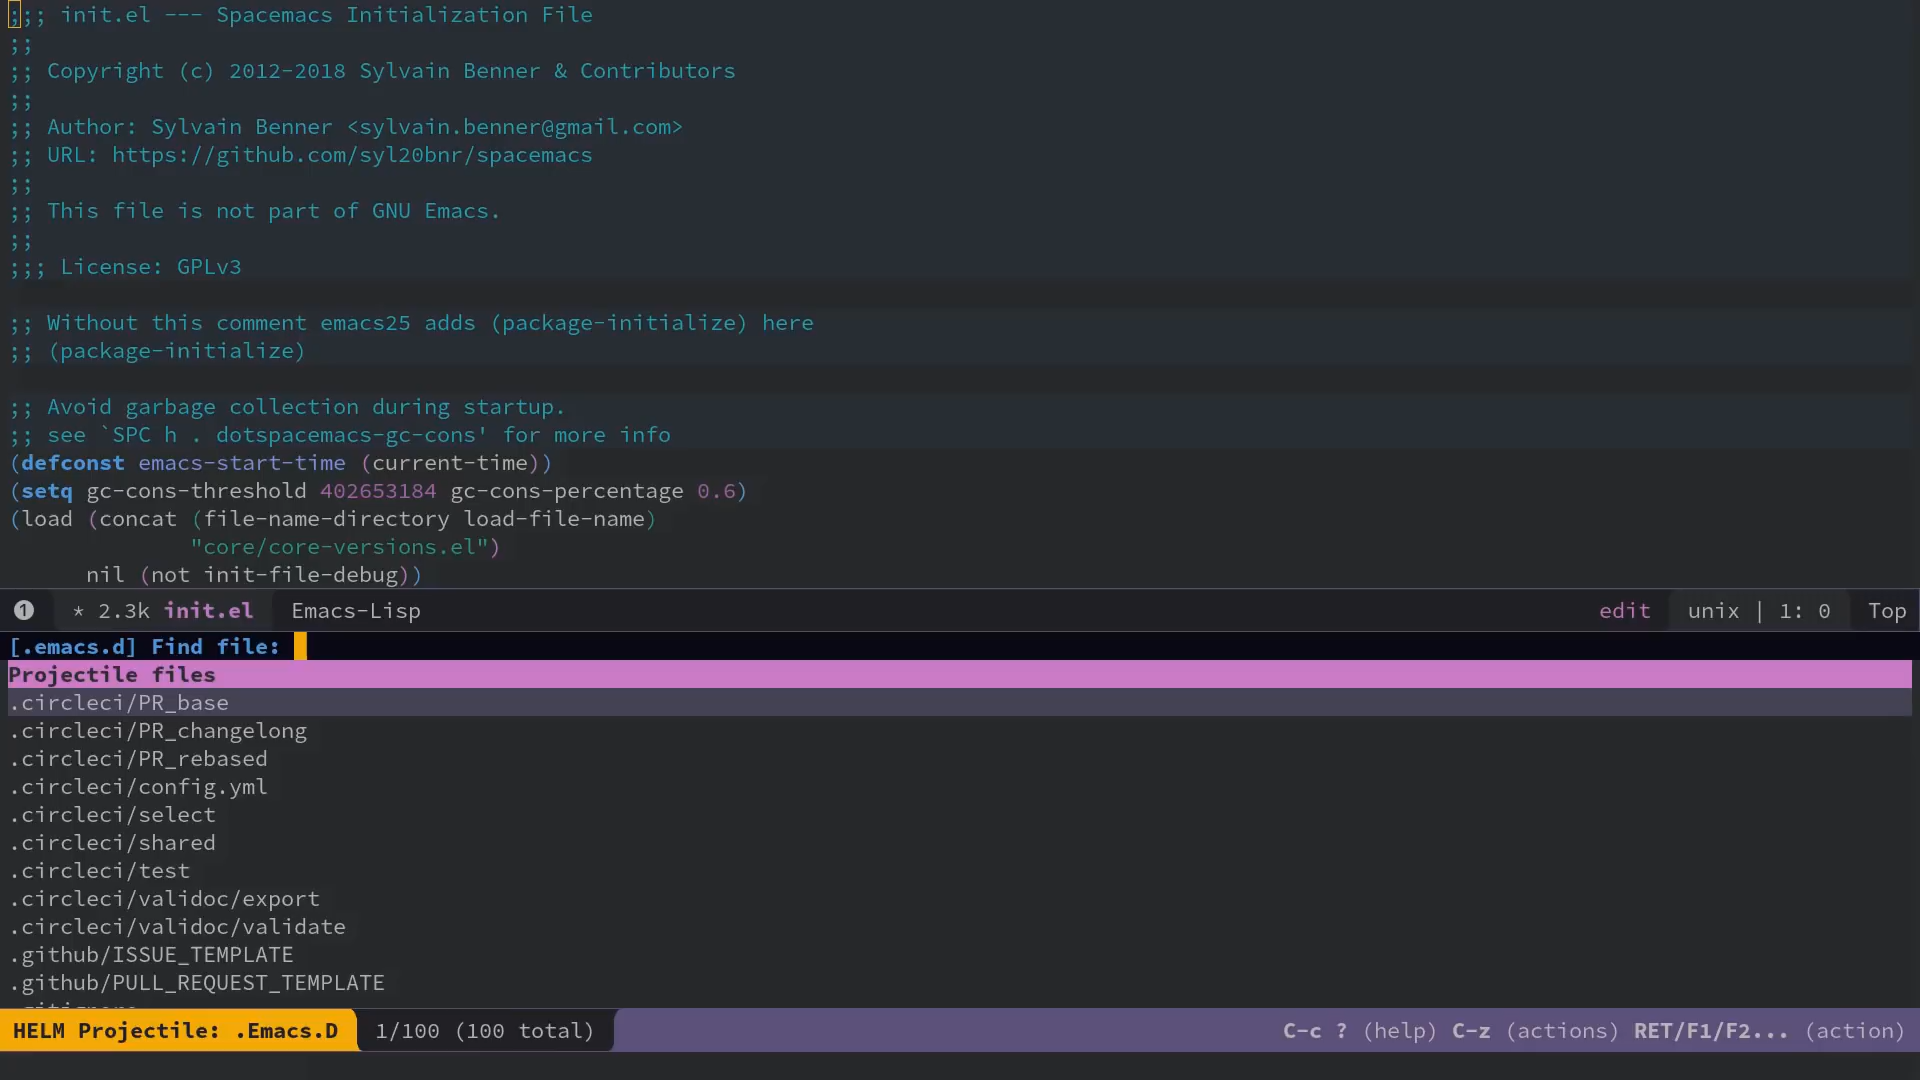 ;;; init.el --- Spacemacs Initialization File
;;
;; Copyright (c) 2012-2018 Sylvain Benner & Contributors
;;
;; Author: Sylvain Benner <sylvain.benner@gmail.com>
;; URL: https://github.com/syl20bnr/spacemacs
;;
;; This file is not part of GNU Emacs.
;;
;;; License: GPLv3
;; Without this comment emacs25 adds (package-initialize) here
;; (package-initialize)
;; Avoid garbage collection during startup.
;; see `SPC h . dotspacemacs-gc-cons' for more info
(defconst emacs-start-time (current-time))
(setq gc-cons-threshold 402653184 gc-cons-percentage 0.6)
(load (concat (file-name-directory load-file-name)
"core/core-versions.el")
nil (not init-file-debug))
1 * 2.3k init.el Emacs-Lisp edit unix | 1: 0 Top
[.emacs.d] Find file:
Projectile files
.circleci/PR_base
.circleci/PR_changelong
.circleci/PR_rebased
.circleci/config.yml
.circleci/select
.circleci/shared
.circleci/test
.circleci/validoc/export
.circleci/validoc/validate
.github/ISSUE_TEMPLATE
.github/PULL_REQUEST_TEMPLATE
HELM Projectile: .Emacs.D 1/100 (100 total) C-c ? (help) C-z (actions) RET/F1/F2... (action)